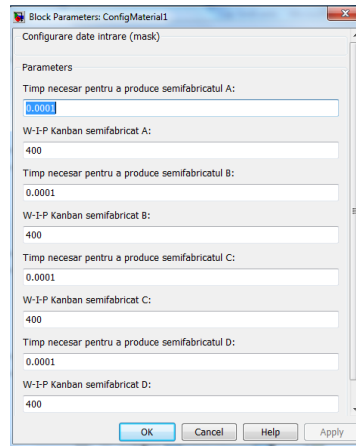 Block Parameters: ConfigMaterial1
Configurare date intrare (mask)
Parameters
Timp necesar pentru a produce semifabricatul A:
0.0001
W-I-P Kanban semifabricat A:
400
Timp necesar pentru a produce semifabricatul B:
0.0001
W-I-P Kanban semifabricat B:
400
Timp necesar pentru a produce semifabricatul C:
0.0001
W-I-P Kanban semifabricat C:
400
Timp necesar pentru a produce semifabricatul D:
0.0001
W-I-P Kanban semifabricat D:
400
OK Cancel Help Apply